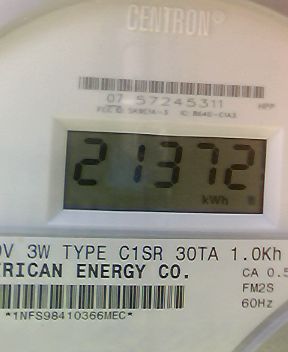 CENTRON®
07 57245311
HPP
21372
kWh
V 3W TYPE C1SR 30TA 1.0Kh
RICAN ENERGY CO.
CA 0.5
FM2S
60Hz
*1NFS98410366MEC*